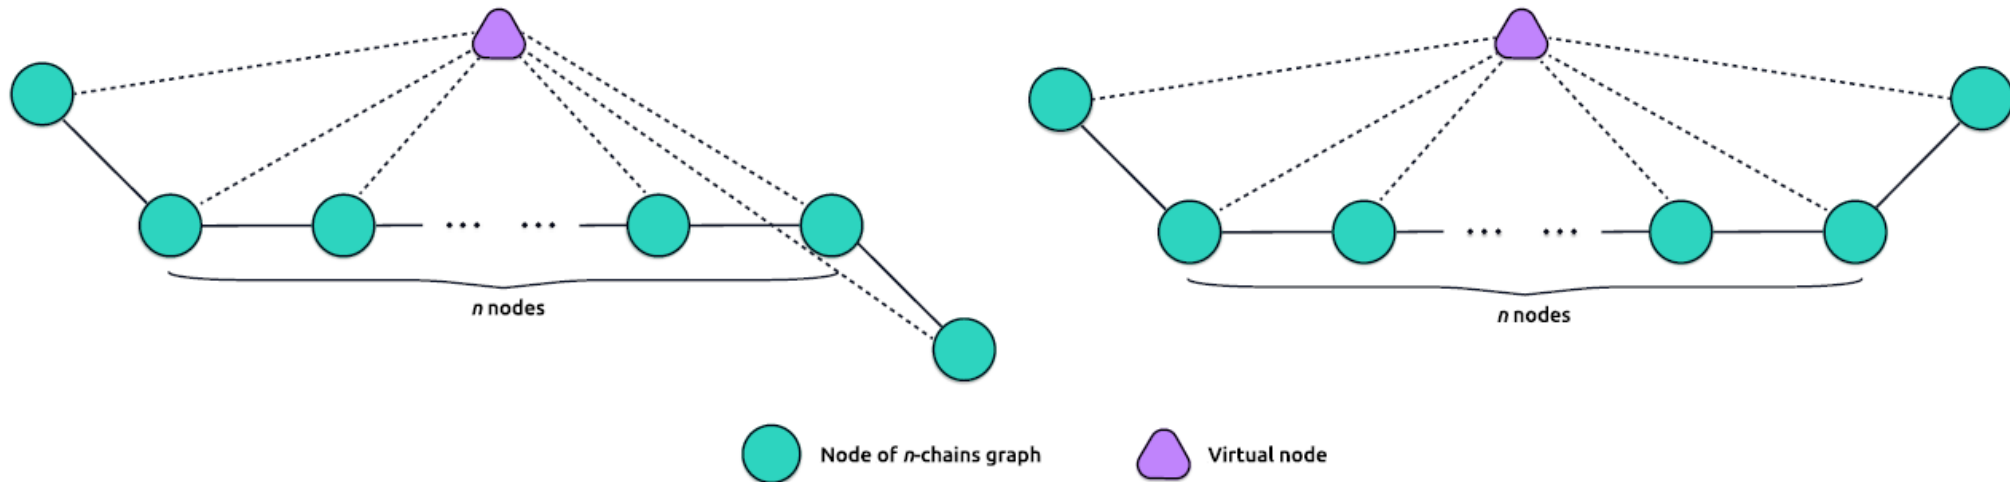 ... ...
n nodes
... ...
n nodes
Node of n-chains graph
Virtual node